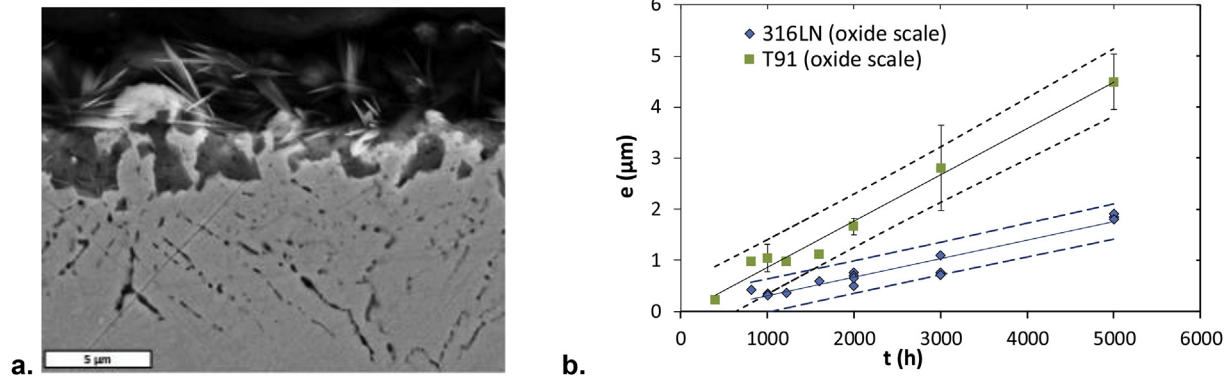 5 µm
a.
6
5
4
3
2
1
0
e (µm)
316LN (oxide scale)
T91 (oxide scale)
0 1000 2000 3000 4000 5000 6000
t (h)
b.